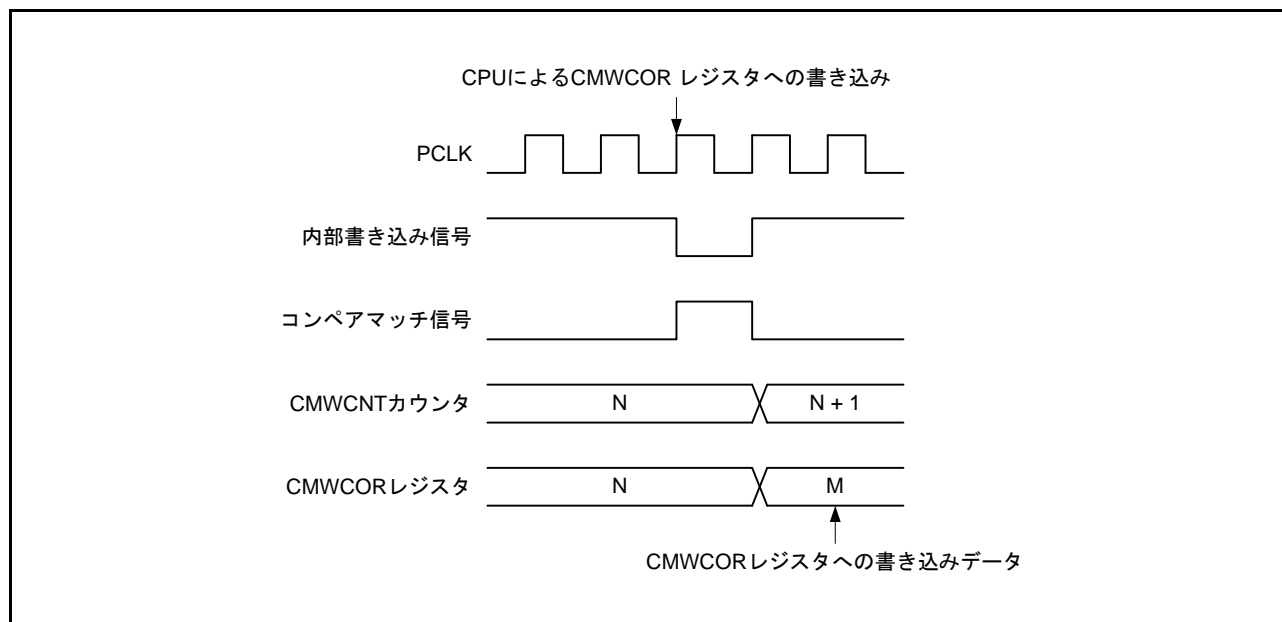 CPUによるCMWCOR レジスタへの書き込み
PCLK
内部書き込み信号
コンペアマッチ信号
CMWCNTカウンタ
N
N + 1
CMWCORレジスタ
N
M
CMWCORレジスタへの書き込みデータ